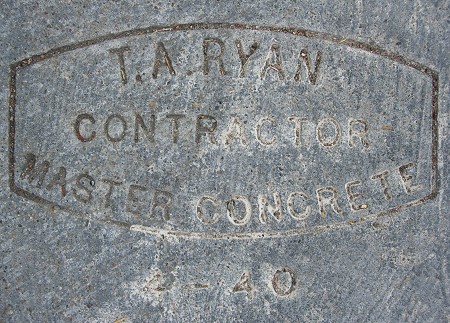 T.A.RYAN
CONTRACTOR
MASTER CONCRETE
4-40